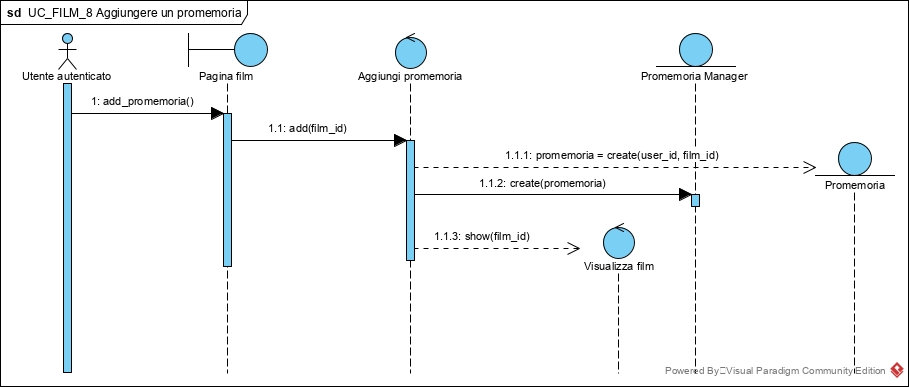 sd UC_FILM_8 Aggiungere un promemoria
Utente autenticato
Pagina film
Aggiungi promemoria
Promemoria Manager
1: add_promemoria()
1.1: add(film_id)
1.1.1: promemoria = create(user_id, film_id)
Promemoria
1.1.2: create(promemoria)
1.1.3: show(film_id)
Visualizza film
Powered By Visual Paradigm Community Edition